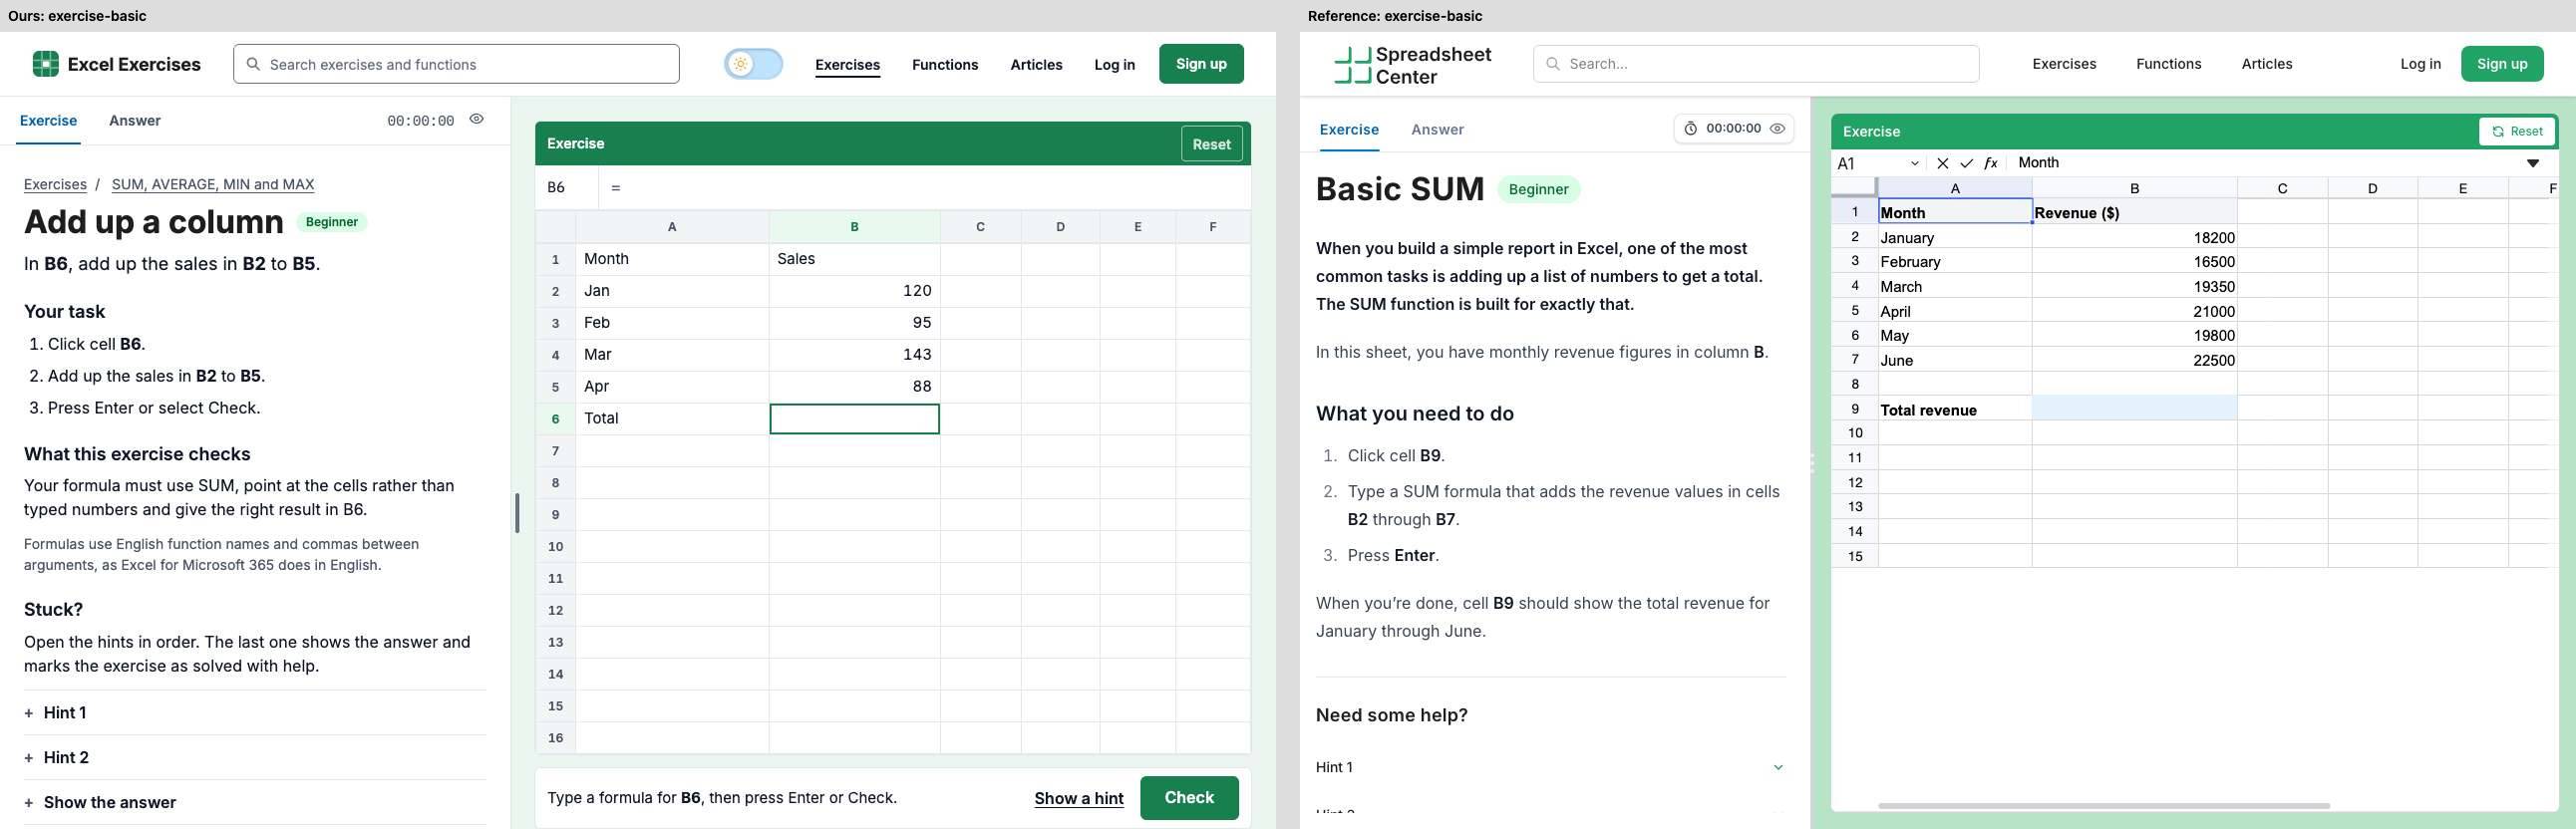 Ours: exercise-basic
Excel Exercises
Search exercises and functions
Exercises
Functions
Articles
Log in
Sign up
Exercise
Answer
00:00:00
Exercises / SUM, AVERAGE, MIN and MAX
Add up a column
Beginner
In B6, add up the sales in B2 to B5.
Your task
1. Click cell B6.
2. Add up the sales in B2 to B5.
3. Press Enter or select Check.
What this exercise checks
Your formula must use SUM, point at the cells rather than
typed numbers and give the right result in B6.
Formulas use English function names and commas between
arguments, as Excel for Microsoft 365 does in English.
Stuck?
Open the hints in order. The last one shows the answer and
marks the exercise as solved with help.
+ Hint 1
+ Hint 2
+ Show the answer
Exercise
Reset
B6 =
A B C D E F
1 Month Sales
2 Jan 120
3 Feb 95
4 Mar 143
5 Apr 88
6 Total
7
8
9
10
11
12
13
14
15
16
Type a formula for B6, then press Enter or Check.
Show a hint
Check
Reference: exercise-basic
Spreadsheet
Center
Search...
Exercises
Functions
Articles
Log in
Sign up
Exercise
Answer
00:00:00
Basic SUM
Beginner
When you build a simple report in Excel, one of the most
common tasks is adding up a list of numbers to get a total.
The SUM function is built for exactly that.
In this sheet, you have monthly revenue figures in column B.
What you need to do
1. Click cell B9.
2. Type a SUM formula that adds the revenue values in cells
B2 through B7.
3. Press Enter.
When you’re done, cell B9 should show the total revenue for
January through June.
Need some help?
Hint 1
Exercise
Reset
A1 fx Month
A B C D E F
1 Month Revenue ($)
2 January 18200
3 February 16500
4 March 19350
5 April 21000
6 May 19800
7 June 22500
8
9 Total revenue
10
11
12
13
14
15